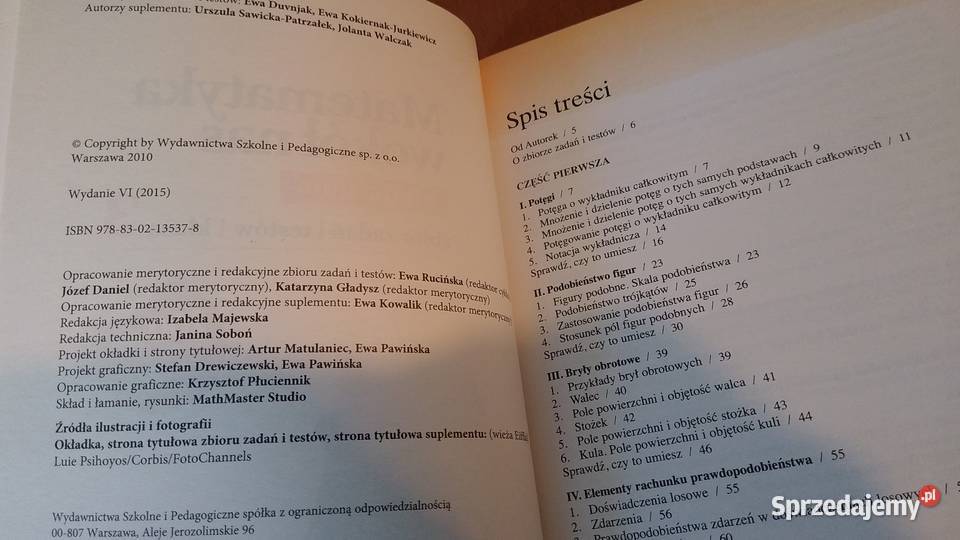 testów: Ewa Duvnjak, Ewa Kokiernak-Jurkiewicz
Autorzy suplementu: Urszula Sawicka-Patrzałek, Jolanta Walczak
© Copyright by Wydawnictwa Szkolne i Pedagogiczne sp. z o.o.
Warszawa 2010
Wydanie VI (2015)
ISBN 978-83-02-13537-8
Opracowanie merytoryczne i redakcyjne zbioru zadań i testów: Ewa Rucińska (redaktor
Józef Daniel (redaktor merytoryczny), Katarzyna Gładysz (redaktor merytoryczny)
Opracowanie merytoryczne i redakcyjne suplementu: Ewa Kowalik (redaktor merytoryczny)
Redakcja językowa: Izabela Majewska
Redakcja techniczna: Janina Soboń
Projekt okładki i strony tytułowej: Artur Matulaniec, Ewa Pawińska
Projekt graficzny: Stefan Drewiczewski, Ewa Pawińska
Opracowanie graficzne: Krzysztof Płuciennik
Skład i łamanie, rysunki: MathMaster Studio
Źródła ilustracji i fotografii
Okładka, strona tytułowa zbioru zadań i testów, strona tytułowa suplementu: (wieża
Luie Psihoyos/Corbis/FotoChannels
Wydawnictwa Szkolne i Pedagogiczne spółka z ograniczoną odpowiedzialnością
00-807 Warszawa, Aleje Jerozolimskie 96
Spis treści
Od Autorek / 5
O zbiorze zadań i testów / 6
CZĘŚĆ PIERWSZA
I. Potęgi / 7
1. Potęga o wykładniku całkowitym / 7
2. Mnożenie i dzielenie potęg o tych samych podstawach / 9
3. Mnożenie i dzielenie potęg o tych samych wykładnikach całkowitych / 11
4. Potęgowanie potęgi o wykładniku całkowitym / 12
5. Notacja wykładnicza / 14
Sprawdź, czy to umiesz / 16
II. Podobieństwo figur / 23
1. Figury podobne. Skala podobieństwa / 23
2. Podobieństwo trójkątów / 25
3. Zastosowanie podobieństwa figur / 26
4. Stosunek pól figur podobnych / 28
Sprawdź, czy to umiesz / 30
III. Bryły obrotowe / 39
1. Przykłady brył obrotowych / 39
2. Walec / 40
3. Pole powierzchni i objętość walca / 41
4. Stożek / 42
5. Pole powierzchni i objętość stożka / 43
6. Kula. Pole powierzchni i objętość kuli / 44
Sprawdź, czy to umiesz / 46
IV. Elementy rachunku prawdopodobieństwa / 55
1. Doświadczenia losowe / 55
2. Zdarzenia / 56
3. Prawdopodobieństwa zdarzeń w
/ 60
Sprzedajemy.pl